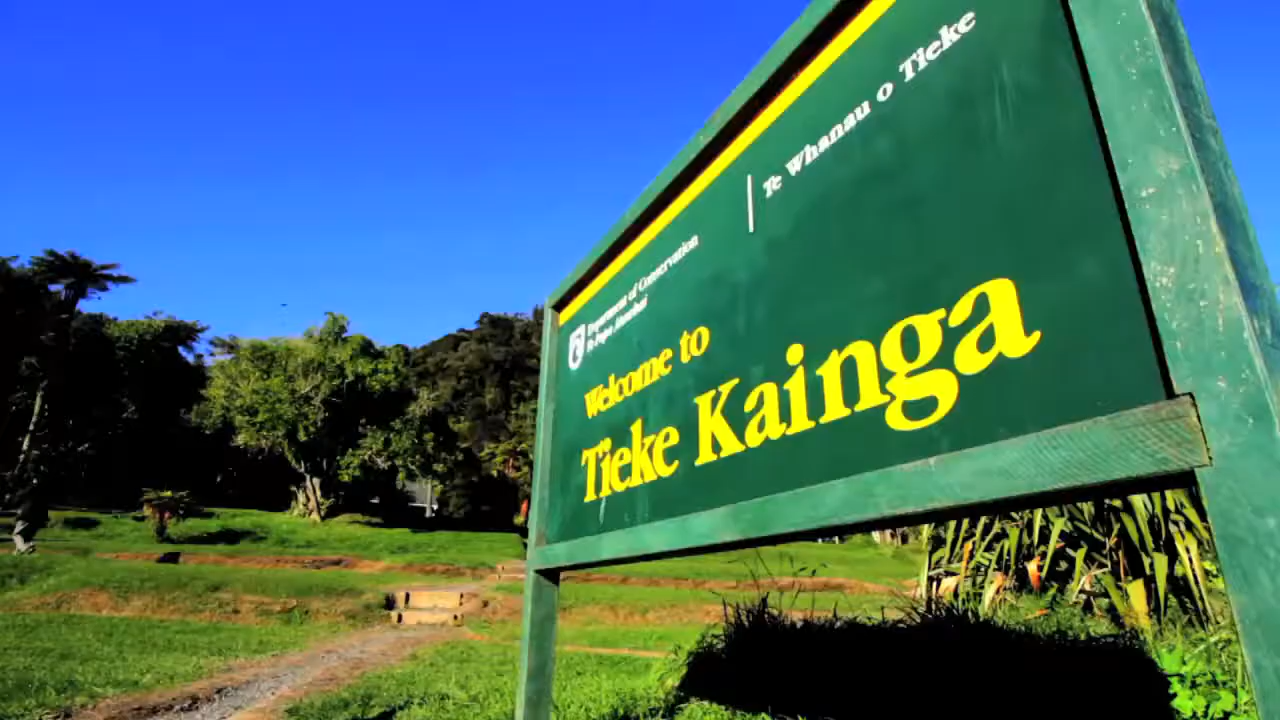 Te Whanau o Tieke
Department of Conservation
Te Papa Atawhai
Welcome to
Tieke Kainga